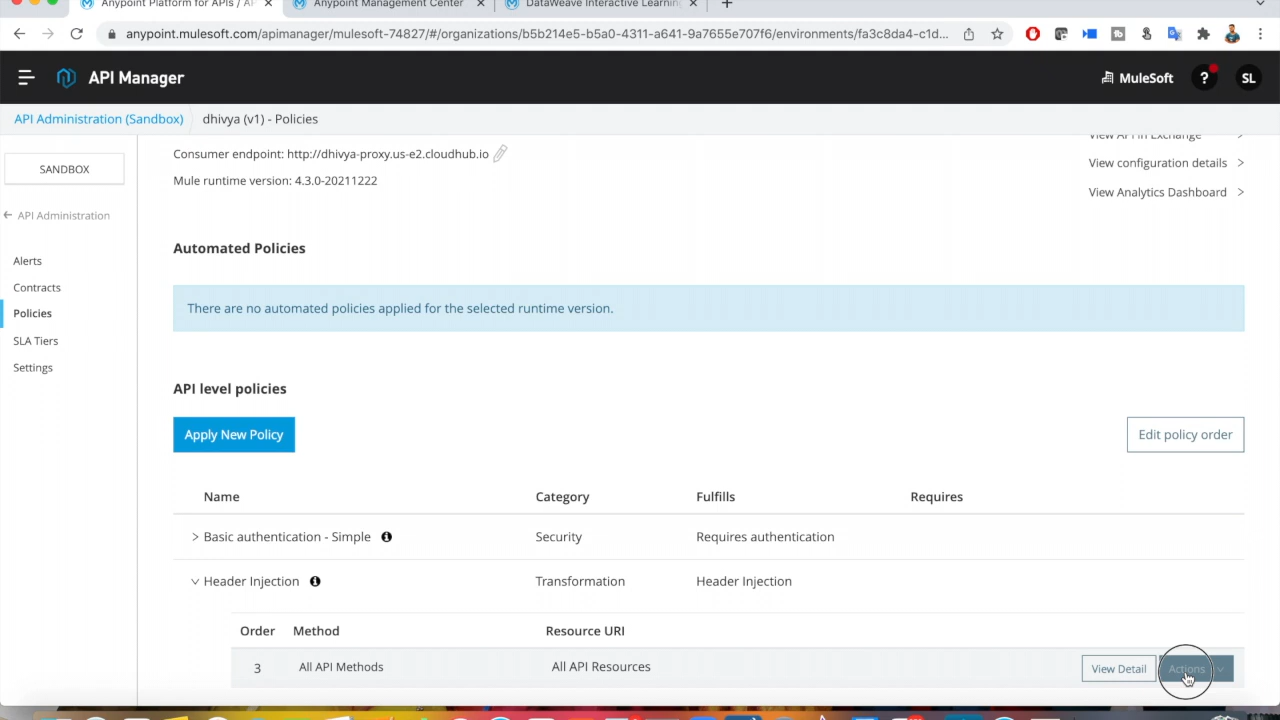 Anypoint Platform for APIs / AP
Anypoint Management Center
DataWeave Interactive Learning
anypoint.mulesoft.com/apimanager/mulesoft-74827/#/organizations/b5b214e5-b5a0-4311-a641-9a7655e707f6/environments/fa3c8da4-c1d...
API Manager
MuleSoft
?
SL
API Administration (Sandbox)
dhivya (v1) - Policies
SANDBOX
API Administration
Alerts
Contracts
Policies
SLA Tiers
Settings
Consumer endpoint: http://dhivya-proxy.us-e2.cloudhub.io
Mule runtime version: 4.3.0-20211222
View API in Exchange
View configuration details
View Analytics Dashboard
Automated Policies
There are no automated policies applied for the selected runtime version.
API level policies
Apply New Policy
Edit policy order
Name Category Fulfills Requires
Basic authentication - Simple Security Requires authentication
Header Injection Transformation Header Injection
Order Method Resource URI
3 All API Methods All API Resources
View Detail
Actions